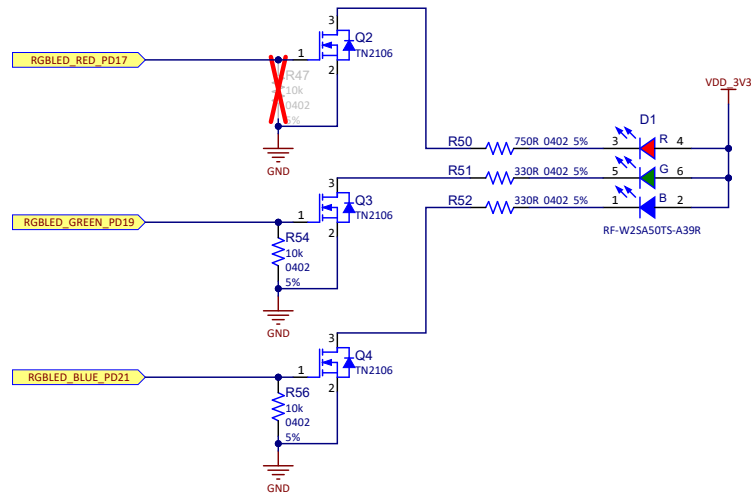 3
Q2
RGBLED_RED_PD17
1
TN2106
2
R47
10k
0402
5%
GND
VDD_3V3
D1
R50
750R 0402 5%
3
R
4
R51
330R 0402 5%
5
G
6
R52
330R 0402 5%
1
B
2
RF-W2SA50TS-A39R
3
Q3
RGBLED_GREEN_PD19
1
TN2106
2
R54
10k
0402
5%
GND
3
Q4
RGBLED_BLUE_PD21
1
TN2106
2
R56
10k
0402
5%
GND